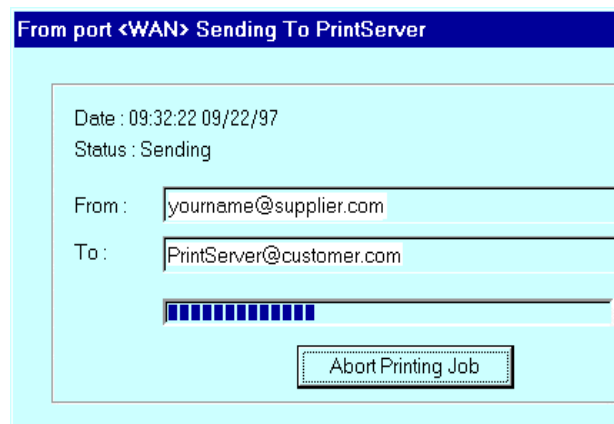 From port <WAN> Sending To PrintServer
Date : 09:32:22 09/22/97
Status : Sending
From : yourname@supplier.com
To : PrintServer@customer.com
Abort Printing Job